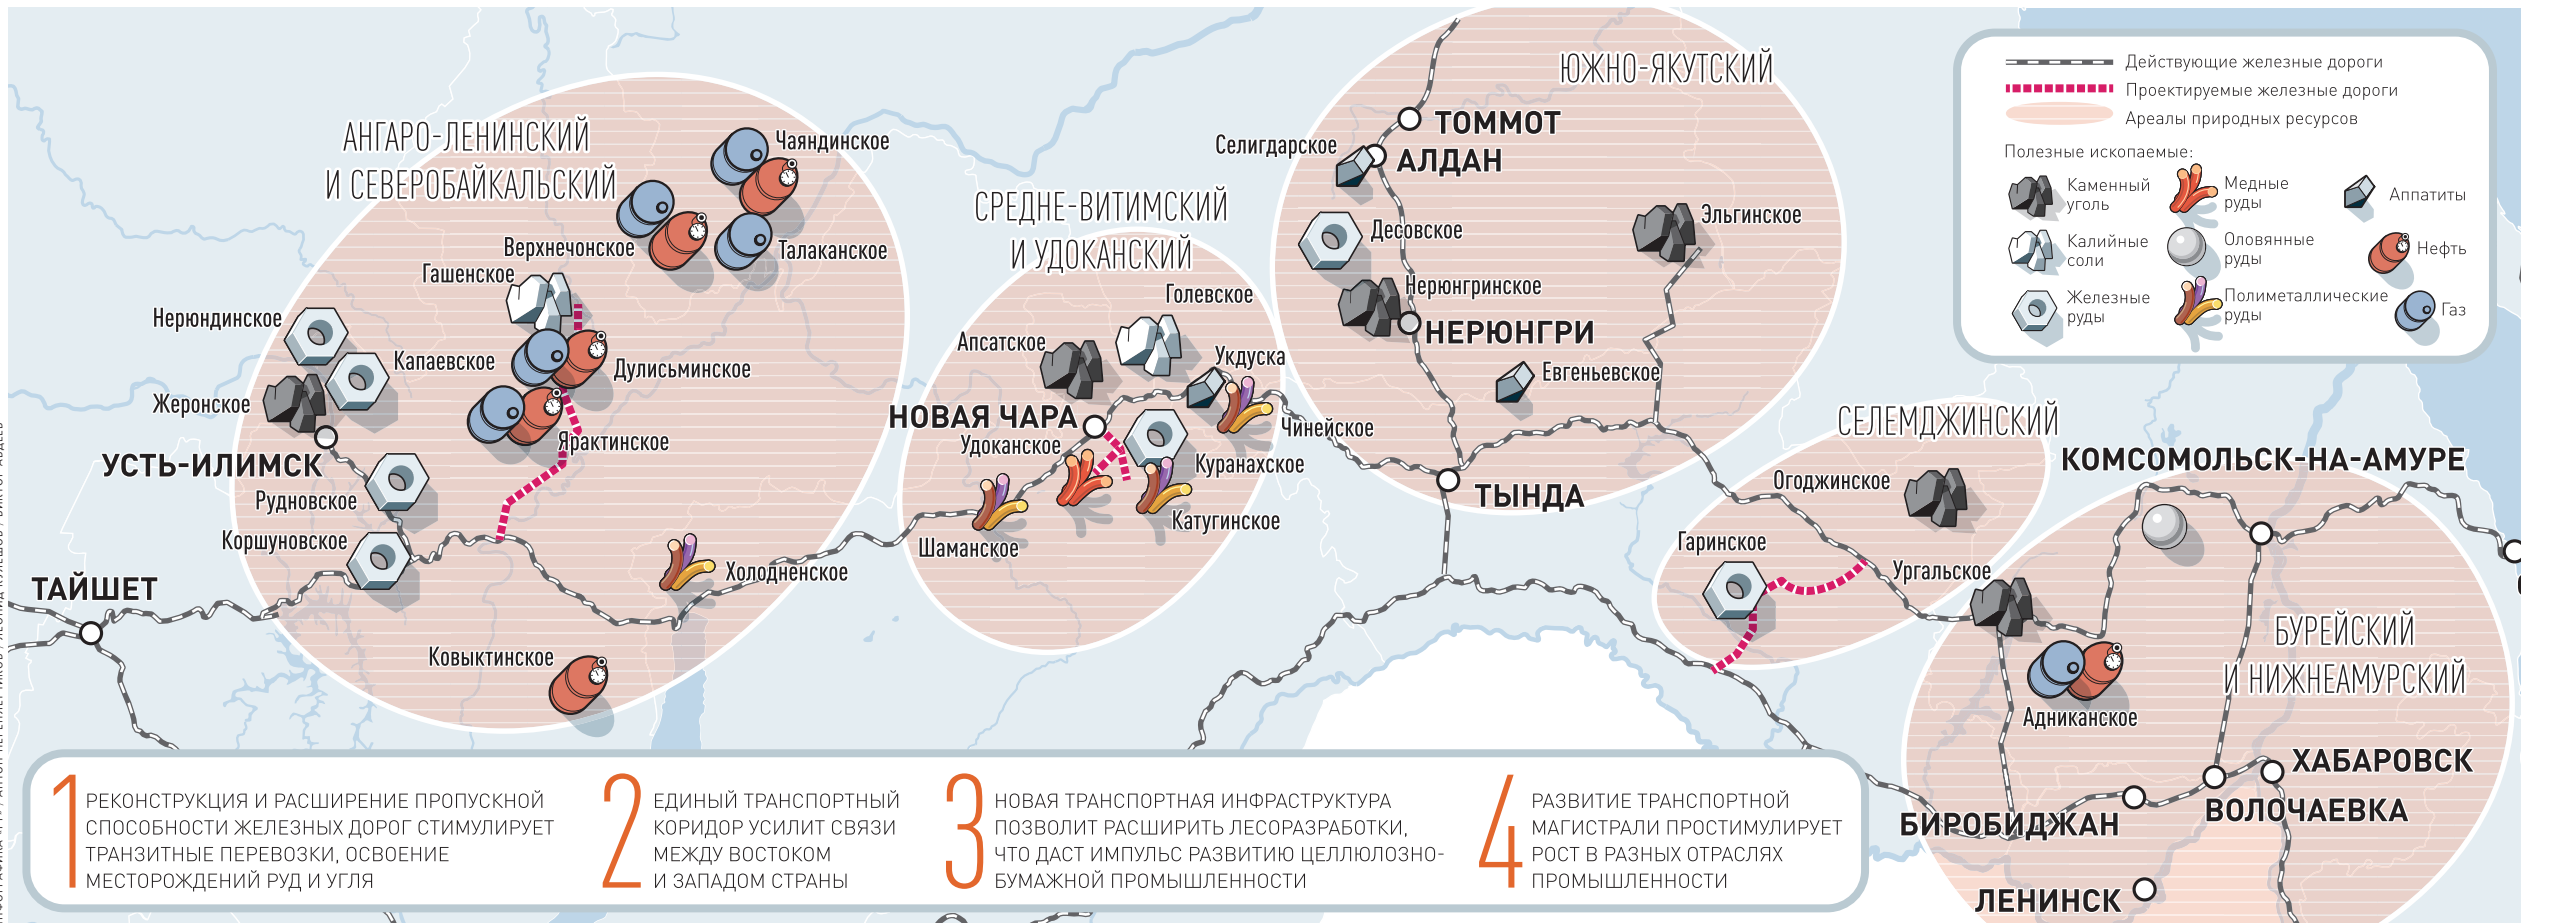 АНГАРО-ЛЕНИНСКИЙ
И СЕВЕРОБАЙКАЛЬСКИЙ
Чаяндинское
Верхнечонское
Талаканское
Гашенское
Нерюндинское
Капаевское
Дулисьминское
Жеронское
Ярактинское
УСТЬ-ИЛИМСК
Рудновское
Коршуновское
ТАЙШЕТ
Холодненское
Ковыктинское
СРЕДНЕ-ВИТИМСКИЙ
И УДОКАНСКИЙ
Голевское
Апсатское
Укдуска
НОВАЯ ЧАРА
Удоканское
Чинейское
Куранахское
Катугинское
Шаманское
ЮЖНО-ЯКУТСКИЙ
ТОММОТ
Селигдарское
АЛДАН
Десовское
Эльгинское
Нерюнгринское
НЕРЮНГРИ
Евгеньевское
ТЫНДА
СЕЛЕМДЖИНСКИЙ
Огоджинское
Гаринское
Ургальское
КОМСОМОЛЬСК-НА-АМУРЕ
БУРЕЙСКИЙ
И НИЖНЕАМУРСКИЙ
Адниканское
ХАБАРОВСК
ВОЛОЧАЕВКА
БИРОБИДЖАН
ЛЕНИНСК
Действующие железные дороги
Проектируемые железные дороги
Ареалы природных ресурсов
Полезные ископаемые:
Каменный
уголь
Медные
руды
Аппатиты
Калийные
соли
Оловянные
руды
Нефть
Железные
руды
Полиметаллические
руды
Газ
1
РЕКОНСТРУКЦИЯ И РАСШИРЕНИЕ ПРОПУСКНОЙ
СПОСОБНОСТИ ЖЕЛЕЗНЫХ ДОРОГ СТИМУЛИРУЕТ
ТРАНЗИТНЫЕ ПЕРЕВОЗКИ, ОСВОЕНИЕ
МЕСТОРОЖДЕНИЙ РУД И УГЛЯ
2
ЕДИНЫЙ ТРАНСПОРТНЫЙ
КОРИДОР УСИЛИТ СВЯЗИ
МЕЖДУ ВОСТОКОМ
И ЗАПАДОМ СТРАНЫ
3
НОВАЯ ТРАНСПОРТНАЯ ИНФРАСТРУКТУРА
ПОЗВОЛИТ РАСШИРИТЬ ЛЕСОРАЗРАБОТКИ,
ЧТО ДАСТ ИМПУЛЬС РАЗВИТИЮ ЦЕЛЛЮЛОЗНО-
БУМАЖНОЙ ПРОМЫШЛЕННОСТИ
4
РАЗВИТИЕ ТРАНСПОРТНОЙ
МАГИСТРАЛИ ПРОСТИМУЛИРУЕТ
РОСТ В РАЗНЫХ ОТРАСЛЯХ
ПРОМЫШЛЕННОСТИ